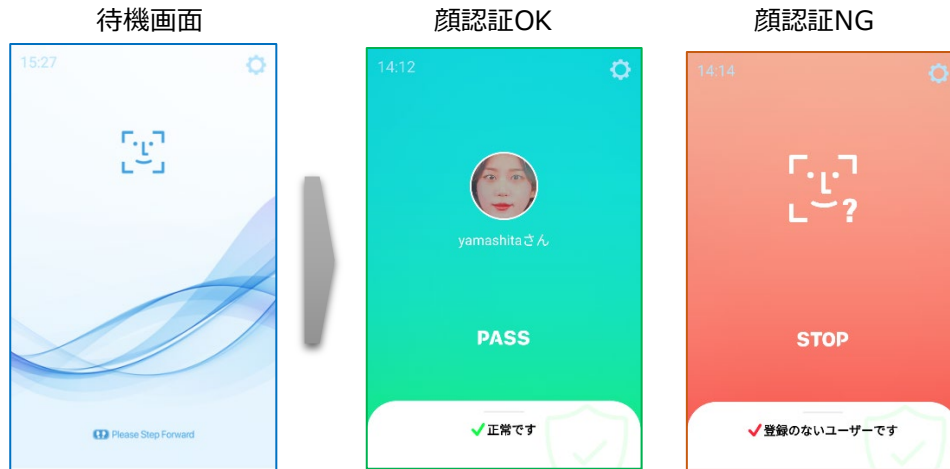 待機画面
15:27
Please Step Forward
顔認証OK
14:12
yamashitaさん
PASS
正常です
顔認証NG
14:14
?
STOP
登録のないユーザーです